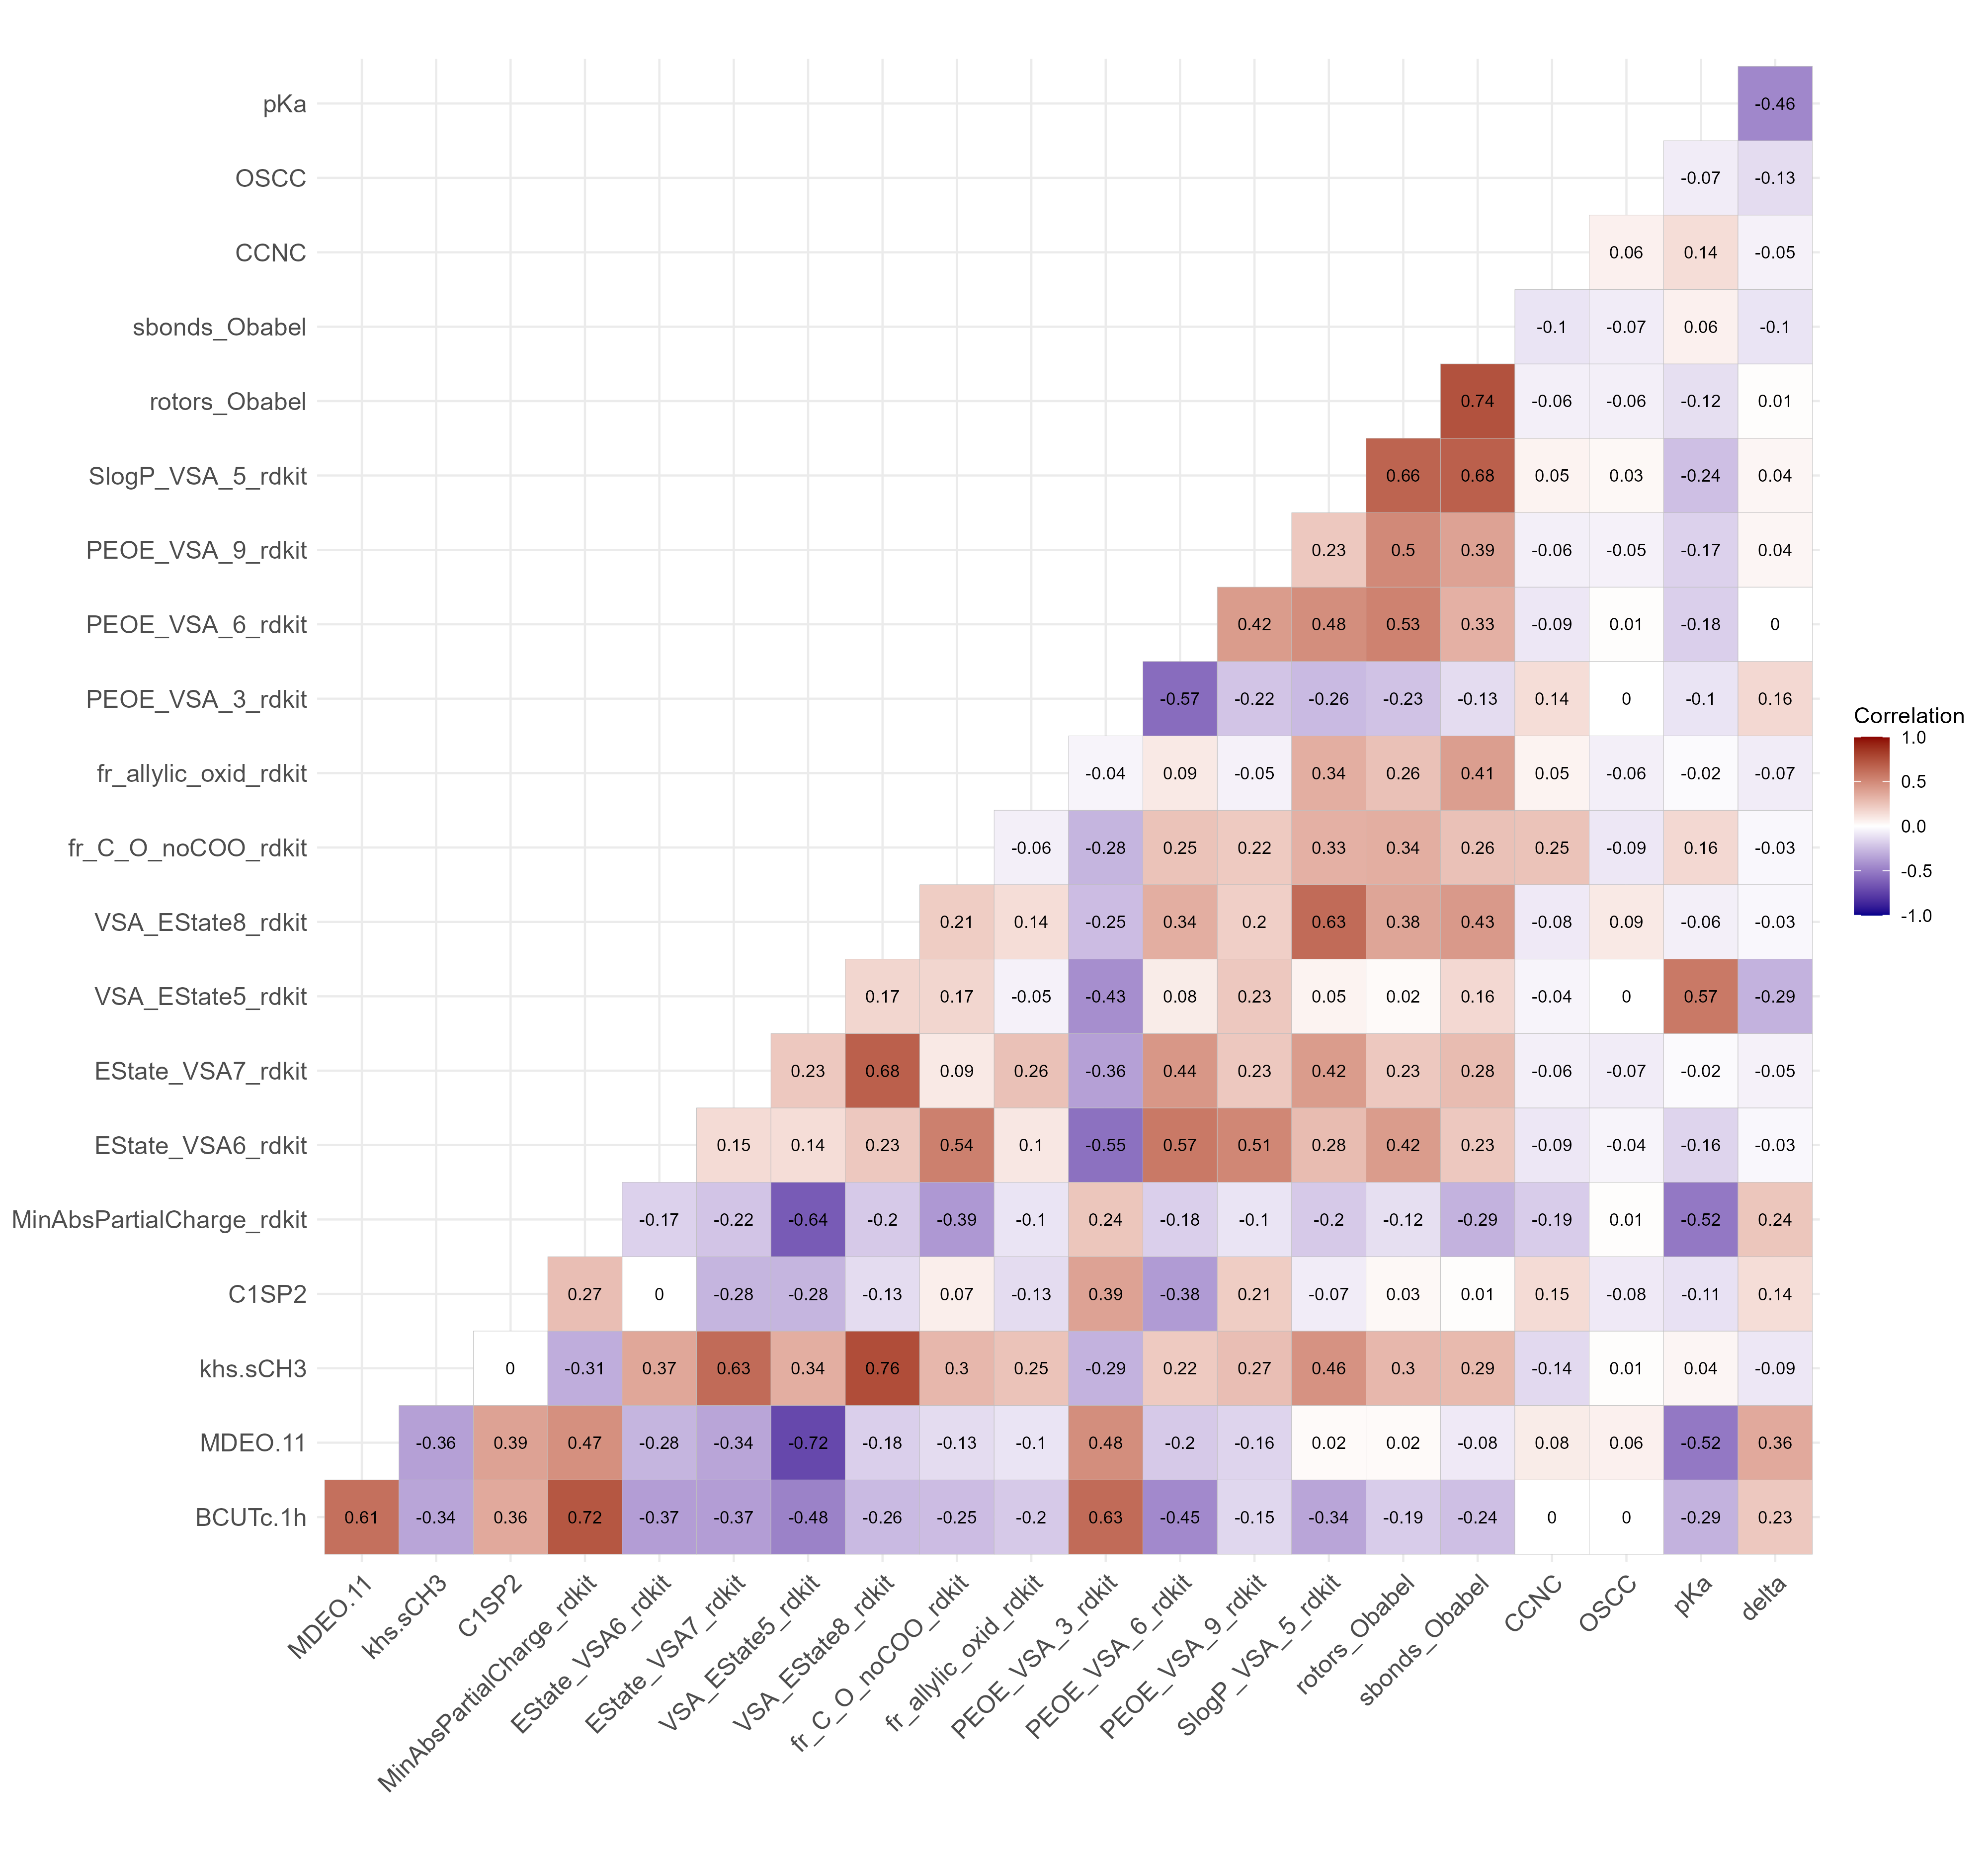 pKa -0.46
OSCC -0.07 -0.13
CCNC 0.06 0.14 -0.05
sbonds_Obabel -0.1 -0.07 0.06 -0.1
rotors_Obabel 0.74 -0.06 -0.06 -0.12 0.01
SlogP_VSA_5_rdkit 0.66 0.68 0.05 0.03 -0.24 0.04
PEOE_VSA_9_rdkit 0.23 0.5 0.39 -0.06 -0.05 -0.17 0.04
PEOE_VSA_6_rdkit 0.42 0.48 0.53 0.33 -0.09 0.01 -0.18 0
PEOE_VSA_3_rdkit -0.57 -0.22 -0.26 -0.23 -0.13 0.14 0 -0.1 0.16
fr_allylic_oxid_rdkit -0.04 0.09 -0.05 0.34 0.26 0.41 0.05 -0.06 -0.02 -0.07
fr_C_O_noCOO_rdkit -0.06 -0.28 0.25 0.22 0.33 0.34 0.26 0.25 -0.09 0.16 -0.03
VSA_EState8_rdkit 0.21 0.14 -0.25 0.34 0.2 0.63 0.38 0.43 -0.08 0.09 -0.06 -0.03
VSA_EState5_rdkit 0.17 0.17 -0.05 -0.43 0.08 0.23 0.05 0.02 0.16 -0.04 0 0.57 -0.29
EState_VSA7_rdkit 0.23 0.68 0.09 0.26 -0.36 0.44 0.23 0.42 0.23 0.28 -0.06 -0.07 -0.02 -0.05
EState_VSA6_rdkit 0.15 0.14 0.23 0.54 0.1 -0.55 0.57 0.51 0.28 0.42 0.23 -0.09 -0.04 -0.16 -0.03
MinAbsPartialCharge_rdkit -0.17 -0.22 -0.64 -0.2 -0.39 -0.1 0.24 -0.18 -0.1 -0.2 -0.12 -0.29 -0.19 0.01 -0.52 0.24
C1SP2 0.27 0 -0.28 -0.28 -0.13 0.07 -0.13 0.39 -0.38 0.21 -0.07 0.03 0.01 0.15 -0.08 -0.11 0.14
khs.sCH3 0 -0.31 0.37 0.63 0.34 0.76 0.3 0.25 -0.29 0.22 0.27 0.46 0.3 0.29 -0.14 0.01 0.04 -0.09
MDEO.11 -0.36 0.39 0.47 -0.28 -0.34 -0.72 -0.18 -0.13 -0.1 0.48 -0.2 -0.16 0.02 0.02 -0.08 0.08 0.06 -0.52 0.36
BCUTc.1h 0.61 -0.34 0.36 0.72 -0.37 -0.37 -0.48 -0.26 -0.25 -0.2 0.63 -0.45 -0.15 -0.34 -0.19 -0.24 0 0 -0.29 0.23
MDEO.11
khs.sCH3
C1SP2
MinAbsPartialCharge_rdkit
EState_VSA6_rdkit
EState_VSA7_rdkit
VSA_EState5_rdkit
VSA_EState8_rdkit
fr_C_O_noCOO_rdkit
fr_allylic_oxid_rdkit
PEOE_VSA_3_rdkit
PEOE_VSA_6_rdkit
PEOE_VSA_9_rdkit
SlogP_VSA_5_rdkit
rotors_Obabel
sbonds_Obabel
CCNC
OSCC
pKa
delta
Correlation
1.0
0.5
0.0
-0.5
-1.0